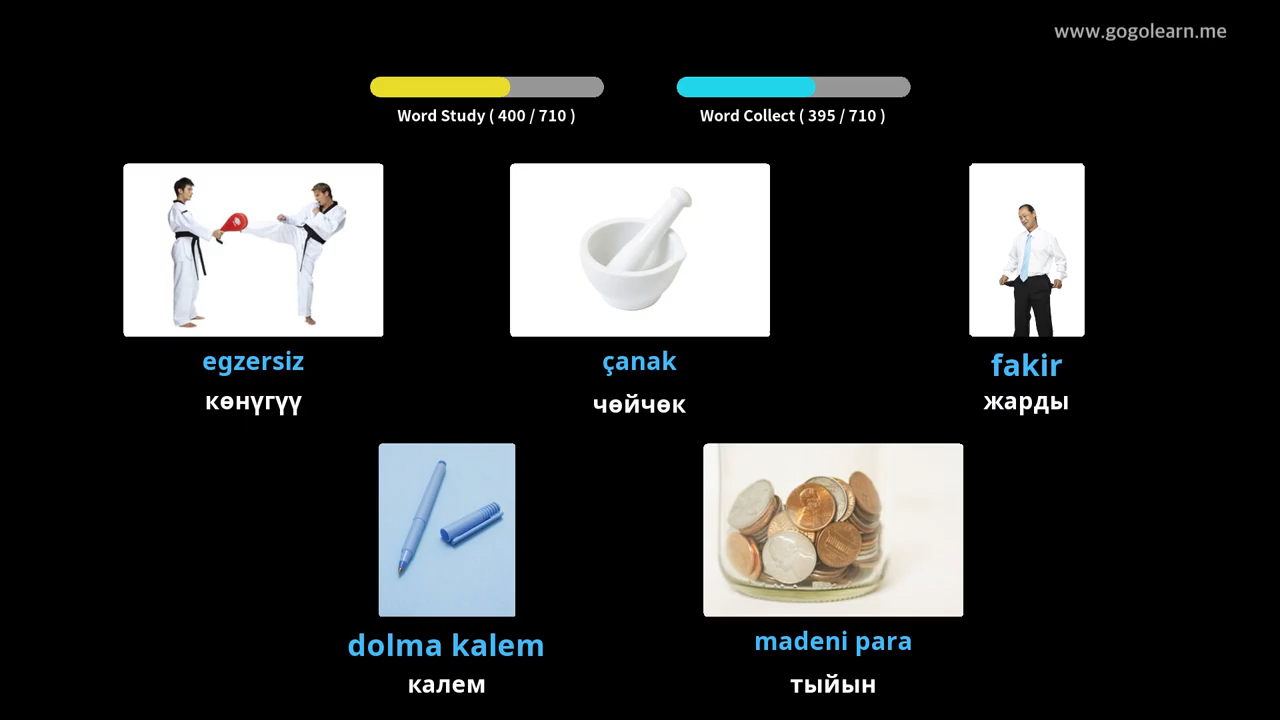 www.gogolearn.me
Word Study ( 400 / 710 )
Word Collect ( 395 / 710 )
egzersiz
көнүгүү
çanak
чөйчөк
fakir
жарды
dolma kalem
калем
madeni para
тыйын